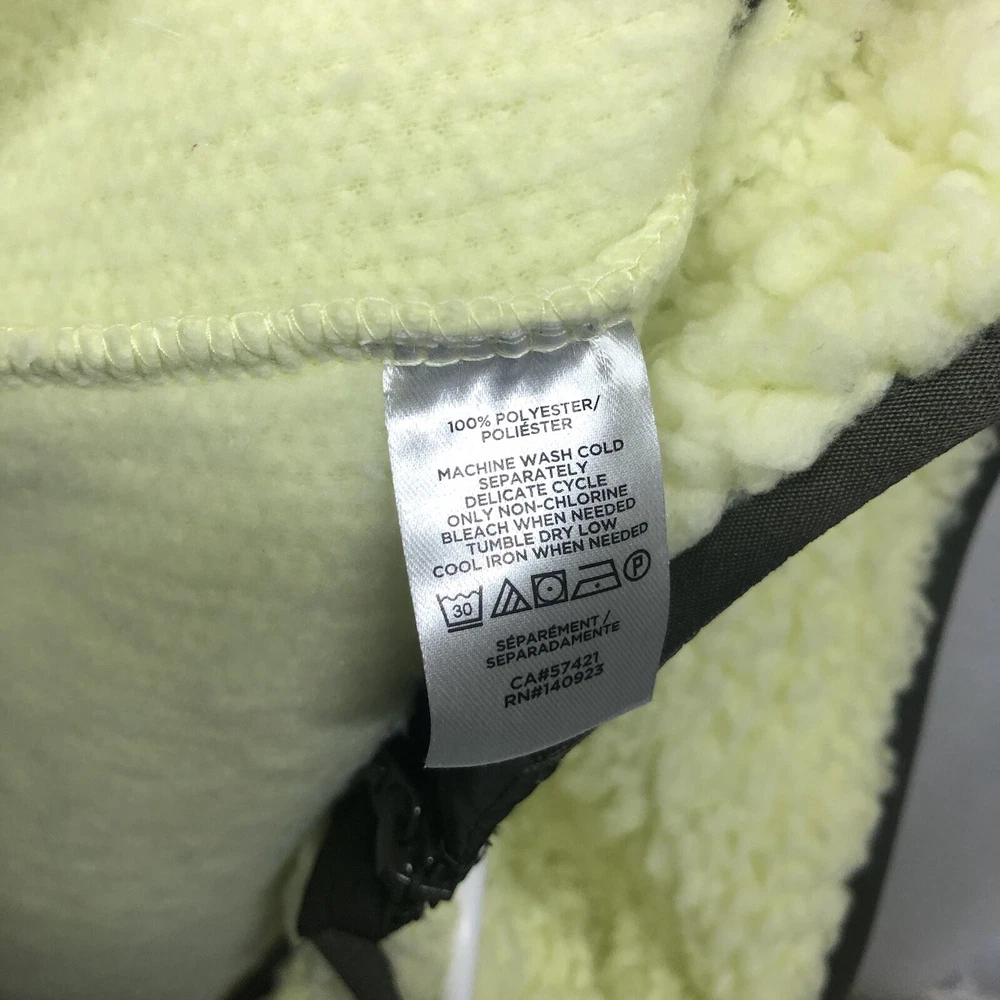 100% POLYESTER/
POLIÉSTER
MACHINE WASH COLD
SEPARATELY
DELICATE CYCLE
ONLY NON-CHLORINE
BLEACH WHEN NEEDED
TUMBLE DRY LOW
COOL IRON WHEN NEEDED
30 P
SÉPARÉMENT/
SEPARADAMENTE
CA#57421
RN#140923